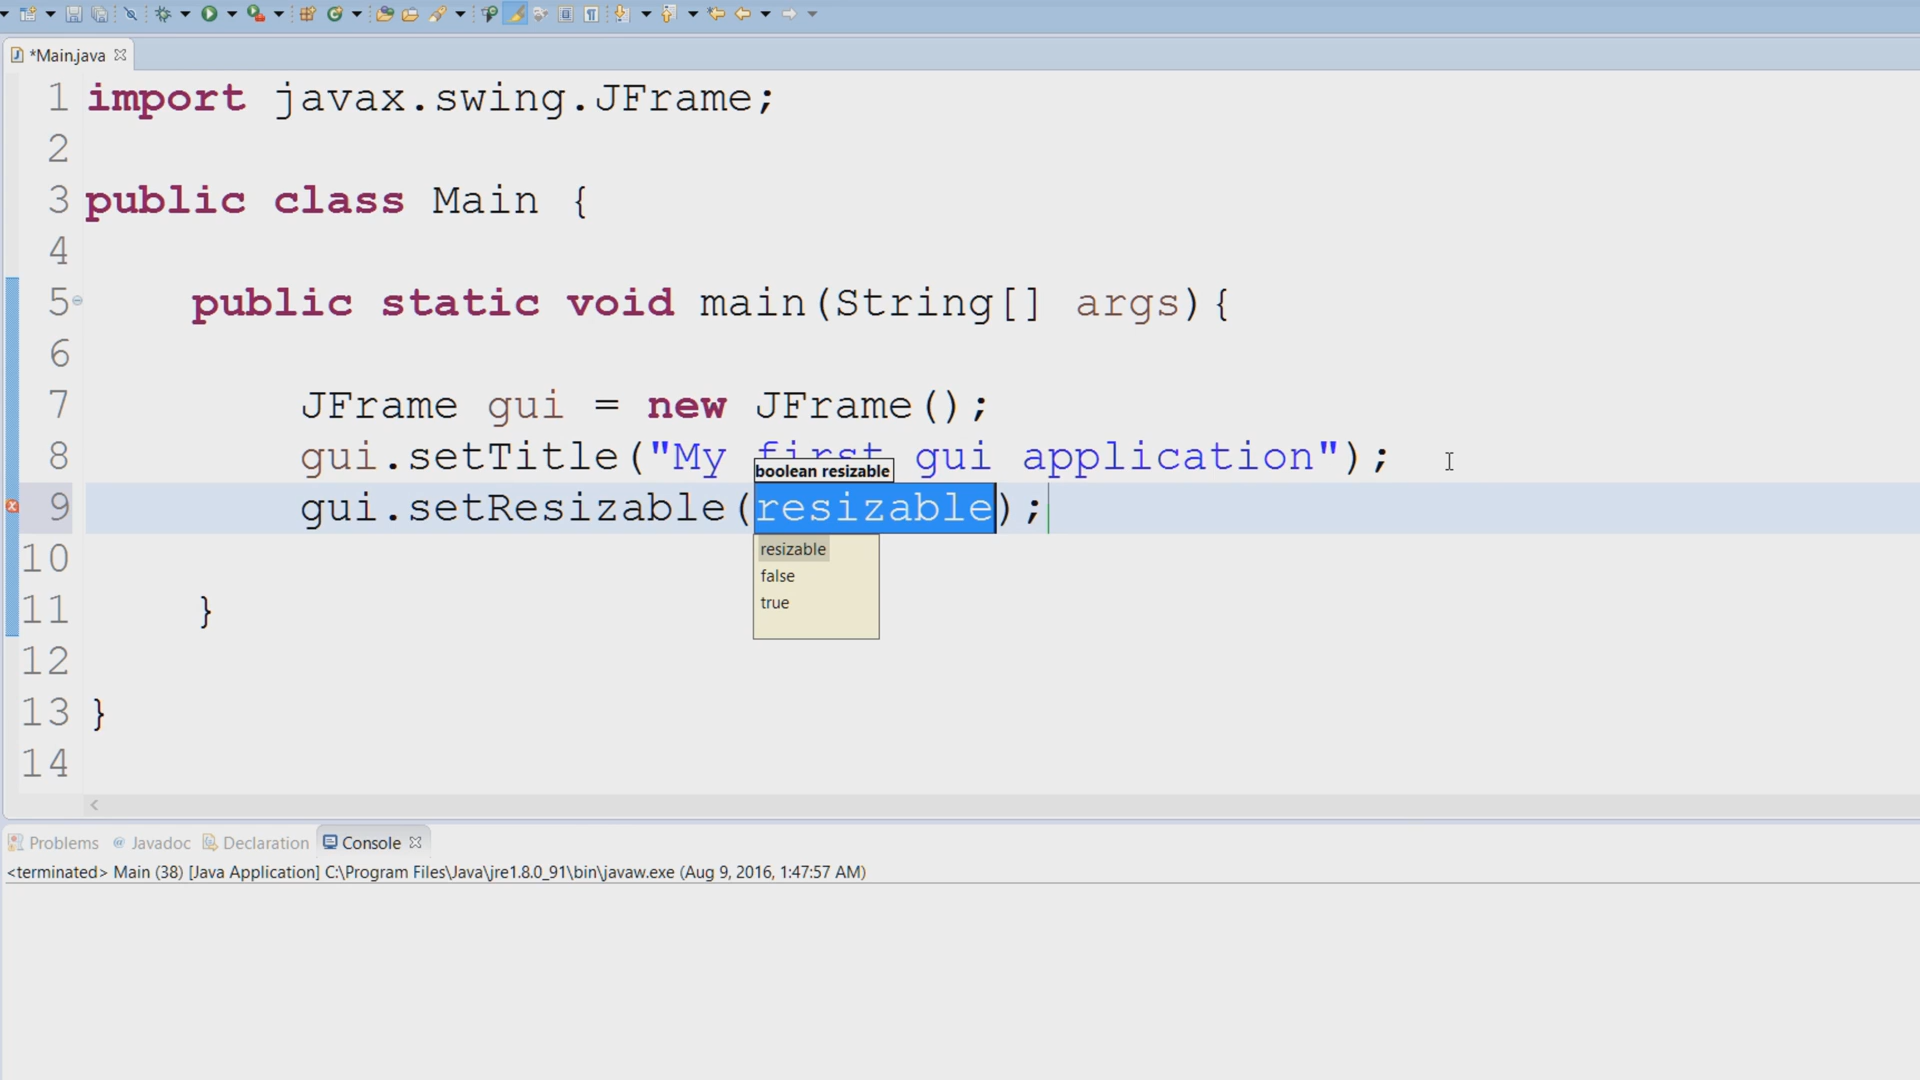 *Main.java
1 import javax.swing.JFrame;
2
3 public class Main {
4
5 public static void main(String[] args){
6
7 JFrame gui = new JFrame();
8 gui.setTitle("My first gui application");
boolean resizable
9 gui.setResizable(resizable);
resizable
false
true
10
11 }
12
13 }
14
Problems Javadoc Declaration Console
<terminated> Main (38) [Java Application] C:\Program Files\Java\jre1.8.0_91\bin\javaw.exe (Aug 9, 2016, 1:47:57 AM)